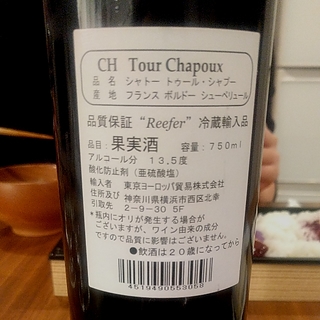 CH Tour Chapoux
品 名 シャトー トゥール・シャプー
産 地 フランス ボルドー シューペリュール
品質保証 “Reefer” 冷蔵輸入品
品目：果実酒 容量：750ml
アルコール分 13.5度
酸化防止剤（亜硫酸塩）
輸入者 東京ヨーロッパ貿易株式会社
住所及び 神奈川県横浜市西区北幸
引取先 2-9-30 5F
*瓶内にオリが発生する場合が
ございますが、ワイン由来の成分
ですので品質に影響はございません。
●飲酒は20歳になってから
4519490553058